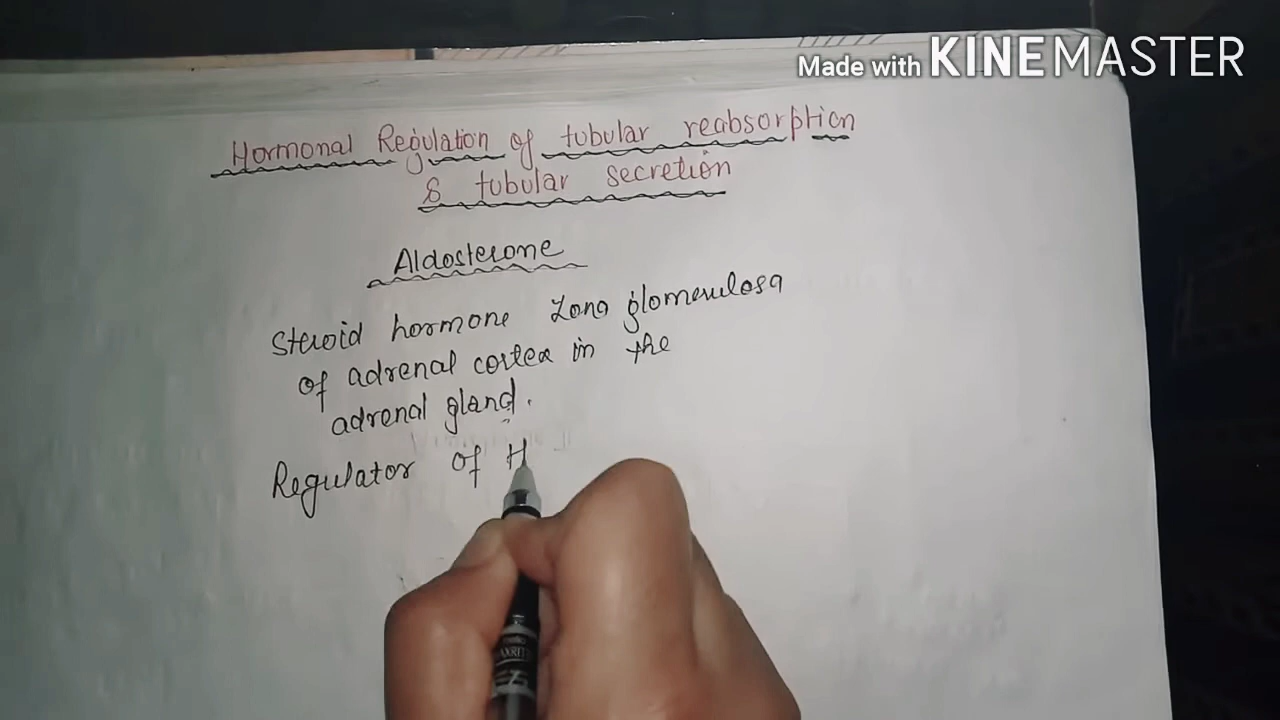 Made with KINEMASTER
Hormonal Regulation of tubular reabsorption
& tubular secretion
Aldosterone
Steroid hormone Zona glomerulosa
of adrenal cortex in the
adrenal gland.
Regulator of H